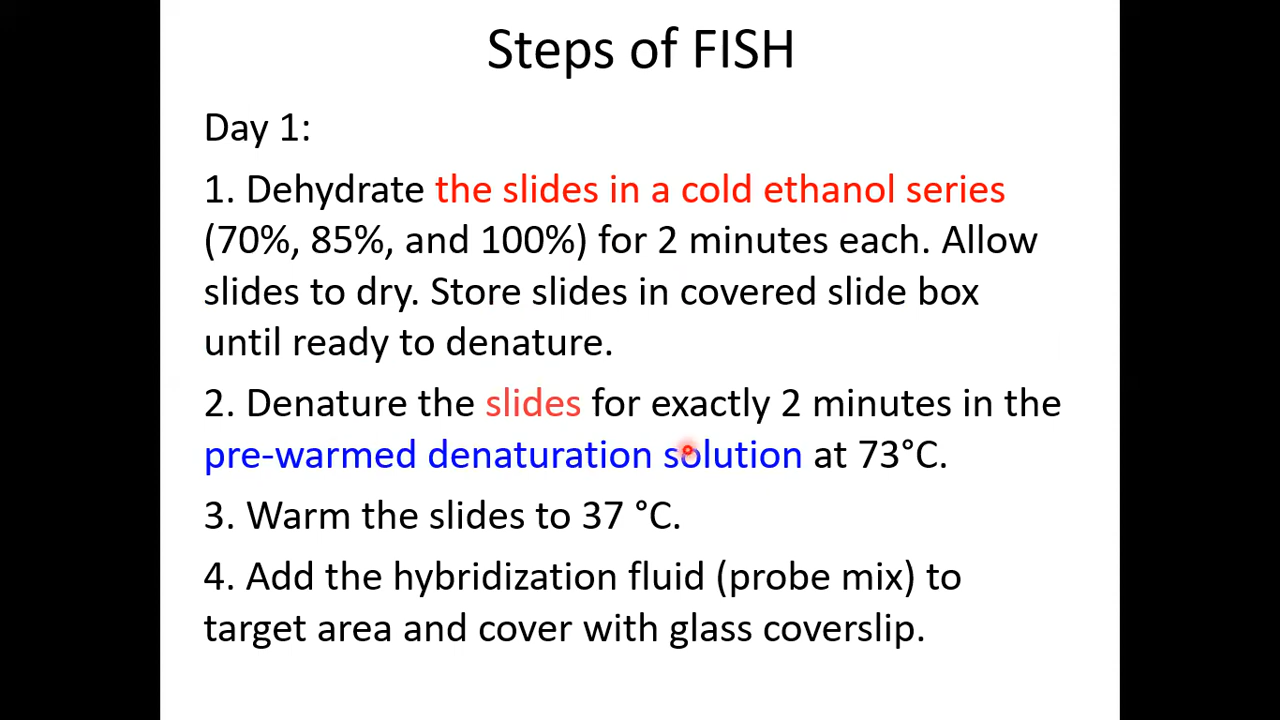 Steps of FISH
Day 1:
1. Dehydrate the slides in a cold ethanol series
(70%, 85%, and 100%) for 2 minutes each. Allow
slides to dry. Store slides in covered slide box
until ready to denature.
2. Denature the slides for exactly 2 minutes in the
pre-warmed denaturation solution at 73°C.
3. Warm the slides to 37 °C.
4. Add the hybridization fluid (probe mix) to
target area and cover with glass coverslip.